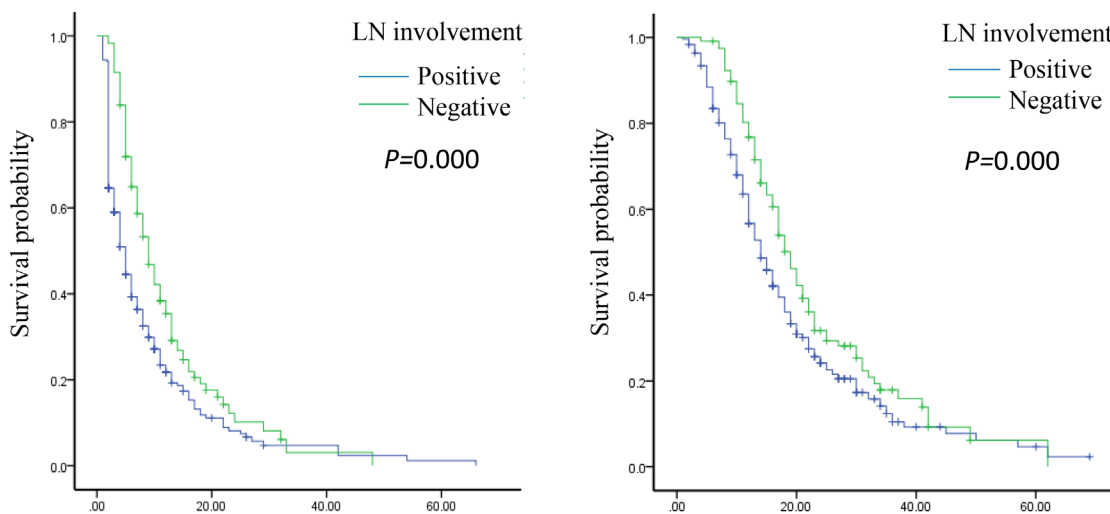 LN involvement
Positive
Negative
P=0.000
Survival probability
1.0
0.8
0.6
0.4
0.2
0.0
.00
20.00
40.00
60.00
LN involvement
Positive
Negative
P=0.000
Survival probability
1.0
0.8
0.6
0.4
0.2
0.0
.00
20.00
40.00
60.00